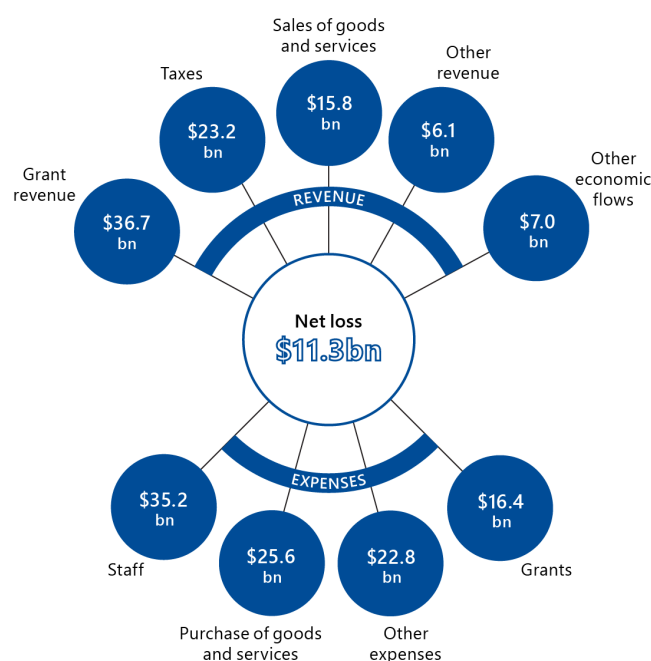 Sales of goods
and services
$15.8
bn
Other
revenue
$6.1
bn
Taxes
$23.2
bn
Other
economic
flows
$7.0
bn
Grant
revenue
$36.7
bn
REVENUE
Net loss
$11.3bn
EXPENSES
$35.2
bn
Staff
$25.6
bn
Purchase of goods
and services
$22.8
bn
Other
expenses
$16.4
bn
Grants